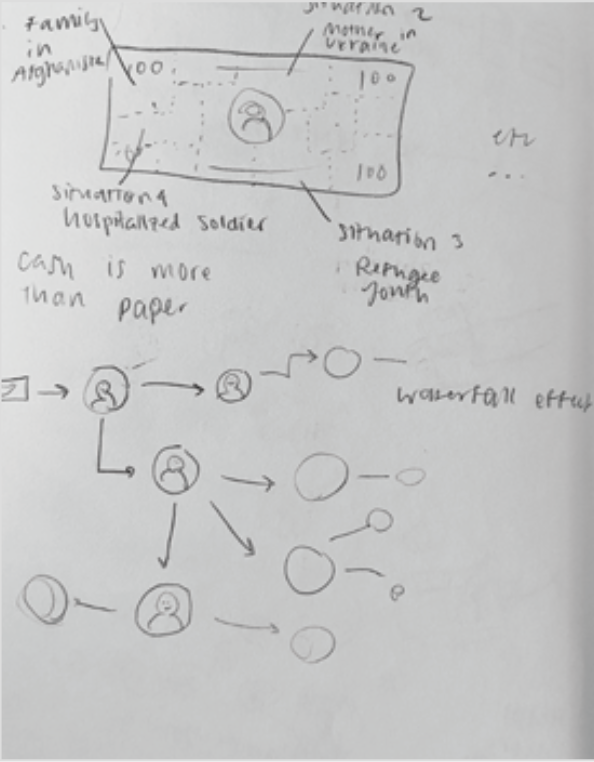 Family
in
Afghanistan
Situation 2
Mother in
Ukraine
100
100
100
etc
...
Situation 4
hospitalized soldier
Situation 3
Refugee
Youth
cash is more
than paper
waterfall effect